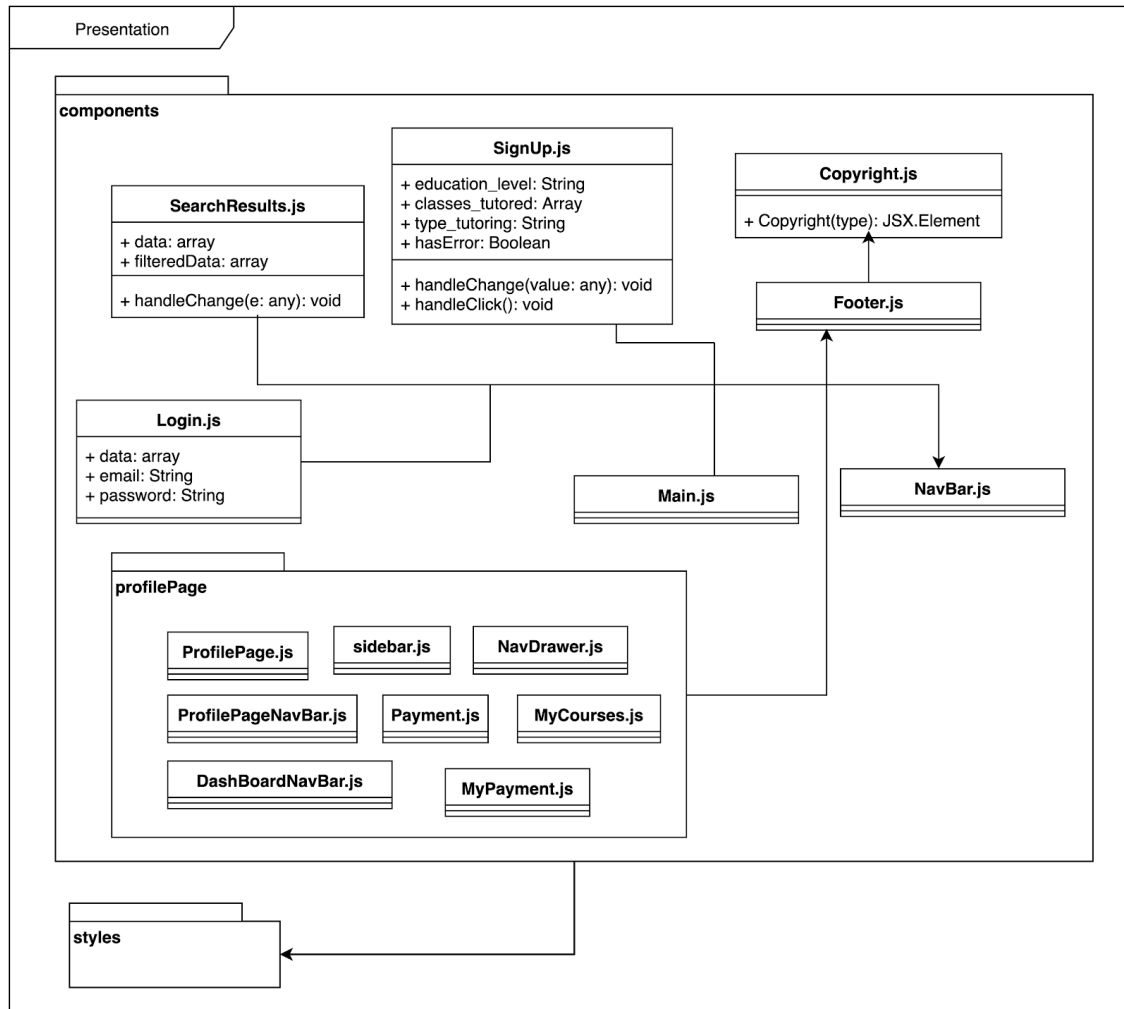 Presentation
components
SignUp.js
+ education_level: String
+ classes_tutored: Array
+ type_tutoring: String
+ hasError: Boolean
+ handleChange(value: any): void
+ handleClick(): void
Copyright.js
+ Copyright(type): JSX.Element
SearchResults.js
+ data: array
+ filteredData: array
+ handleChange(e: any): void
Footer.js
Login.js
+ data: array
+ email: String
+ password: String
Main.js
NavBar.js
profilePage
ProfilePage.js
sidebar.js
NavDrawer.js
ProfilePageNavBar.js
Payment.js
MyCourses.js
DashBoardNavBar.js
MyPayment.js
styles